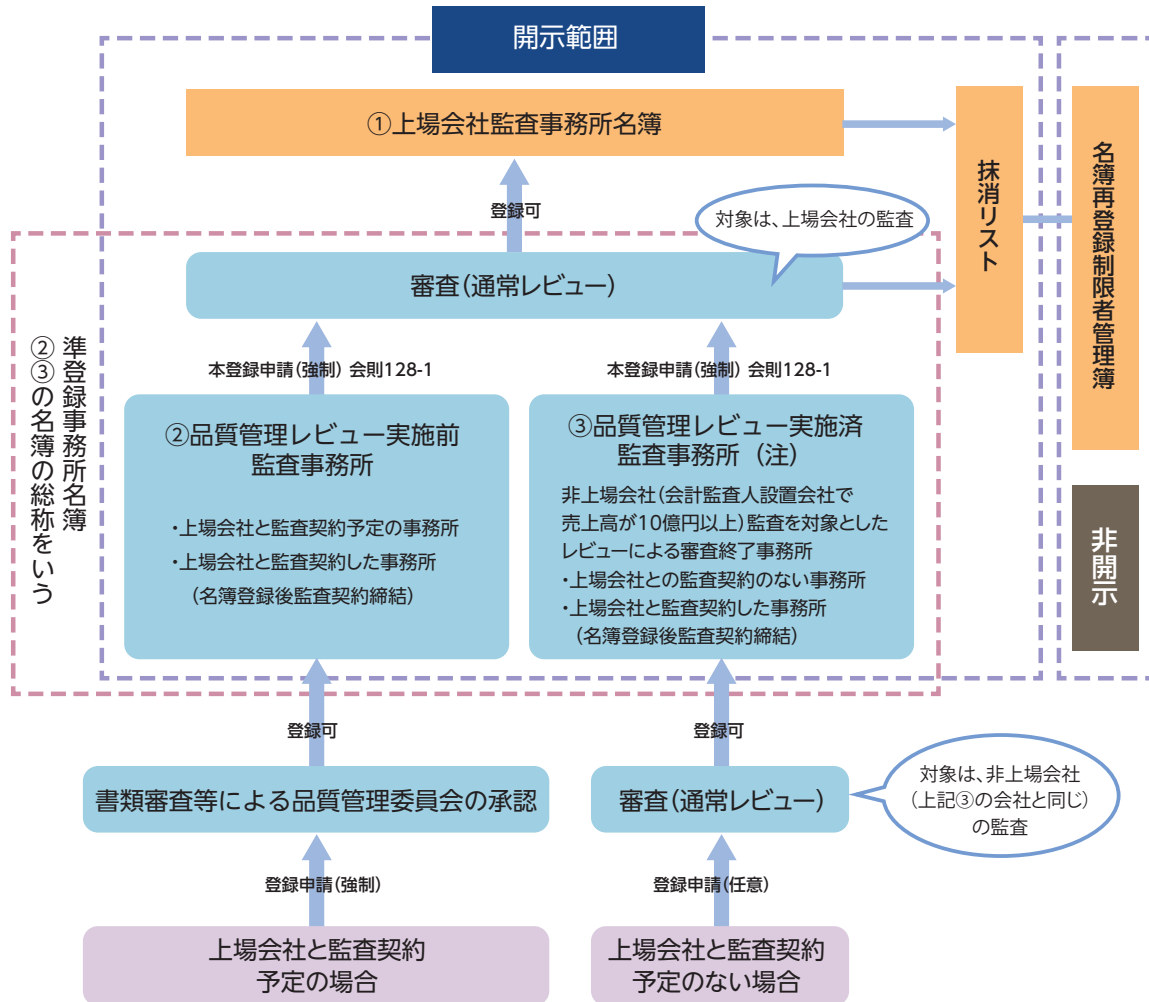 開示範囲
①上場会社監査事務所名簿
登録可
対象は、上場会社の監査
審査(通常レビュー)
抹消リスト
名簿再登録制限者管理簿
非開示
準登録事務所名簿
②③の名簿の総称をいう
本登録申請(強制) 会則128-1
本登録申請(強制) 会則128-1
②品質管理レビュー実施前
監査事務所
・上場会社と監査契約予定の事務所
・上場会社と監査契約した事務所
(名簿登録後監査契約締結)
③品質管理レビュー実施済
監査事務所 (注)
非上場会社(会計監査人設置会社で
売上高が10億円以上)監査を対象とした
レビューによる審査終了事務所
・上場会社との監査契約のない事務所
・上場会社と監査契約した事務所
(名簿登録後監査契約締結)
登録可
登録可
書類審査等による品質管理委員会の承認
審査(通常レビュー)
対象は、非上場会社
(上記③の会社と同じ)
の監査
登録申請(強制)
登録申請(任意)
上場会社と監査契約
予定の場合
上場会社と監査契約
予定のない場合